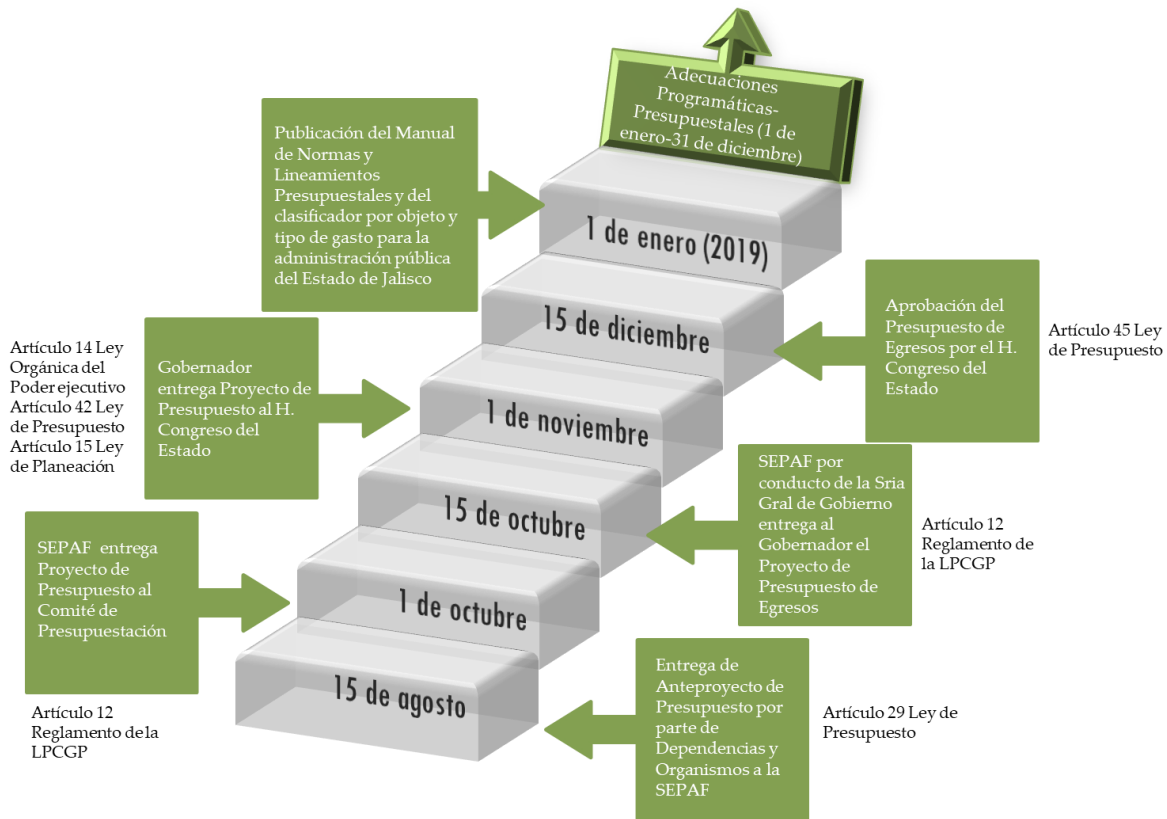 Adecuaciones
Programáticas-
Presupuestales (1 de
enero-31 de diciembre)
Publicación del Manual
de Normas y
Lineamientos
Presupuestales y del
clasificador por objeto y
tipo de gasto para la
administración pública
del Estado de Jalisco
1 de enero (2019)
15 de diciembre
Aprobación del
Presupuesto de
Egresos por el H.
Congreso del
Estado
Artículo 45 Ley
de Presupuesto
Artículo 14 Ley
Orgánica del
Poder ejecutivo
Artículo 42 Ley
de Presupuesto
Artículo 15 Ley
de Planeación
Gobernador
entrega Proyecto de
Presupuesto al H.
Congreso del
Estado
1 de noviembre
15 de octubre
SEPAF por
conducto de la Sria
Gral de Gobierno
entrega al
Gobernador el
Proyecto de
Presupuesto de
Egresos
Artículo 12
Reglamento de
la LPCGP
SEPAF entrega
Proyecto de
Presupuesto al
Comité de
Presupuestación
Artículo 12
Reglamento de la
LPCGP
1 de octubre
15 de agosto
Entrega de
Anteproyecto de
Presupuesto por
parte de
Dependencias y
Organismos a la
SEPAF
Artículo 29 Ley de
Presupuesto